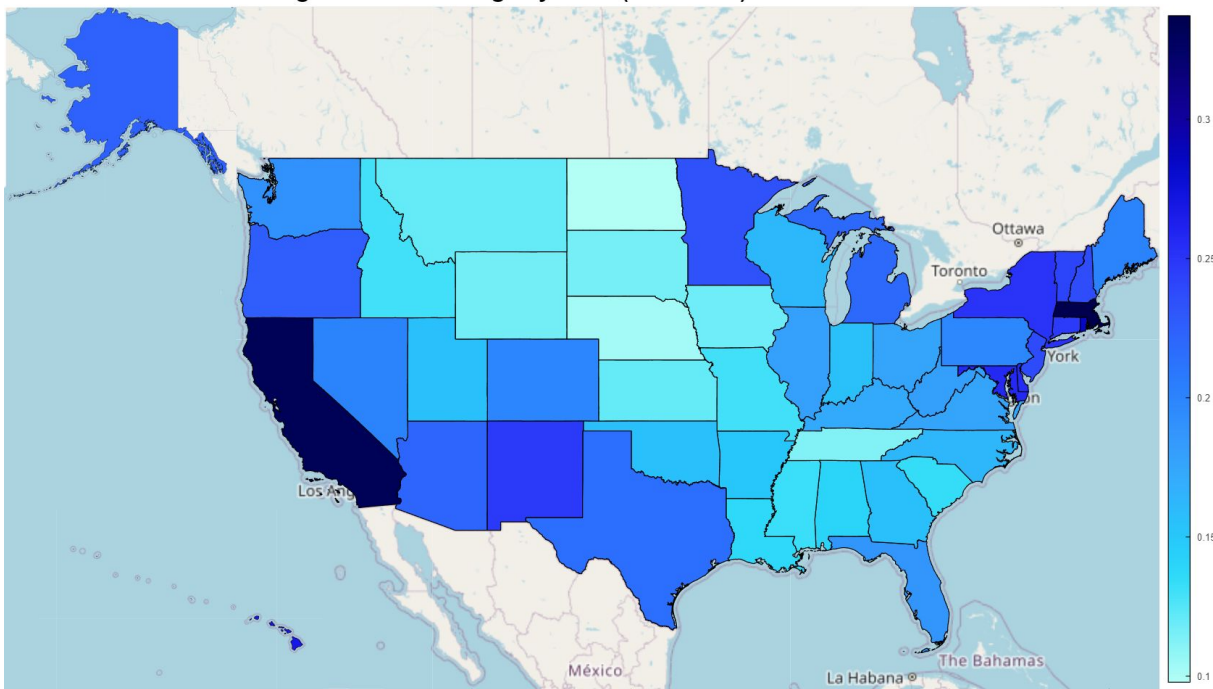 0.3
Ottawa
0.25
Toronto
York
0.2
Los Ang
0.15
The Bahamas
México
La Habana
0.1